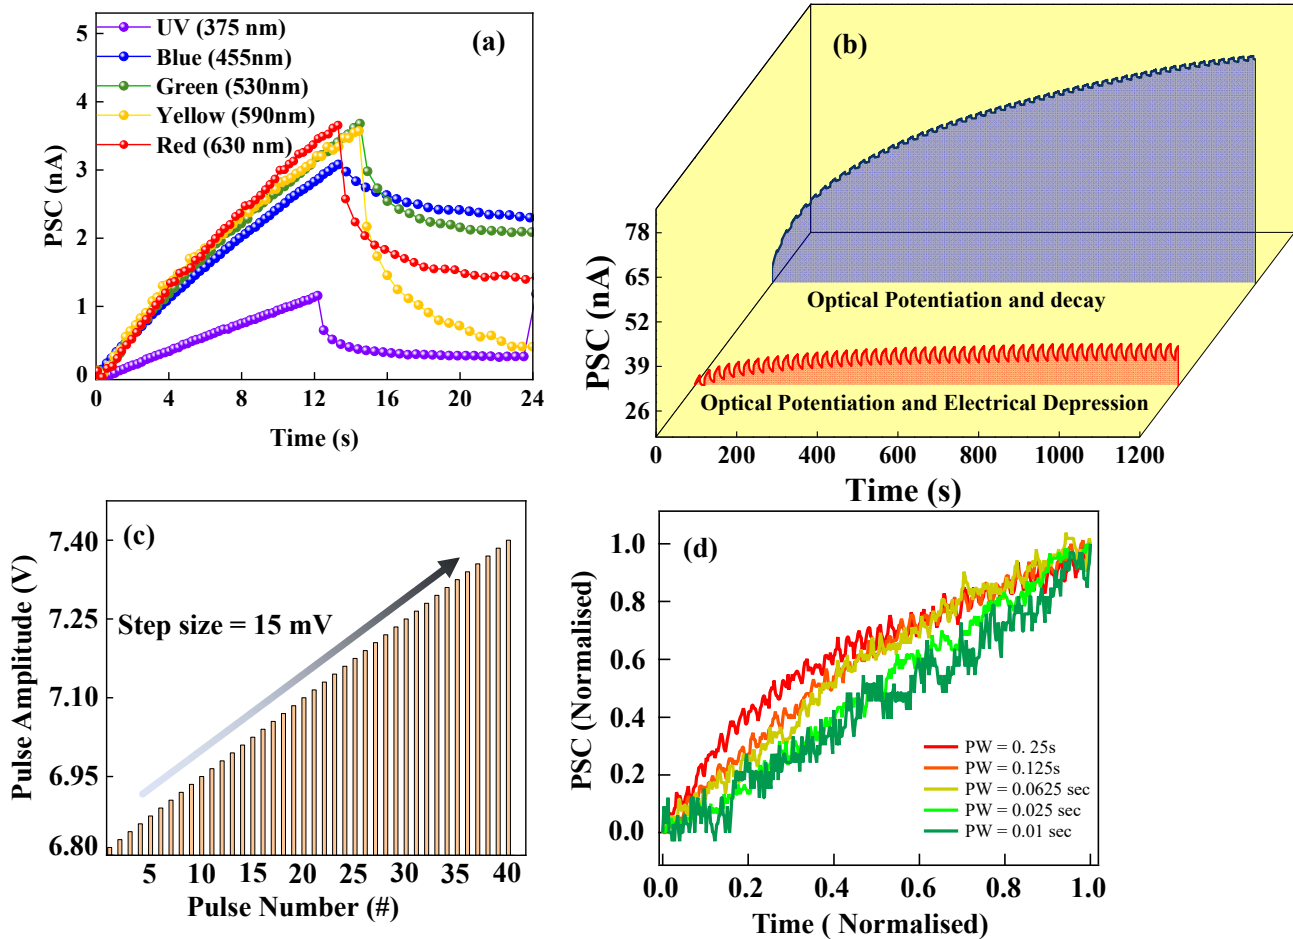 (a)
UV (375 nm)
Blue (455nm)
Green (530nm)
Yellow (590nm)
Red (630 nm)
PSC (nA)
5
4
3
2
1
0
0 4 8 12 16 20 24
Time (s)
(b)
PSC (nA)
78
65
52
39
26
Optical Potentiation and decay
Optical Potentiation and Electrical Depression
0 200 400 600 800 1000 1200
Time (s)
(c)
Pulse Amplitude (V)
7.40
7.25
7.10
6.95
6.80
Step size = 15 mV
5 10 15 20 25 30 35 40
Pulse Number (#)
(d)
PSC (Normalised)
1.0
0.8
0.6
0.4
0.2
0.0
PW = 0. 25s
PW = 0.125s
PW = 0.0625 sec
PW = 0.025 sec
PW = 0.01 sec
0.0 0.2 0.4 0.6 0.8 1.0
Time ( Normalised)